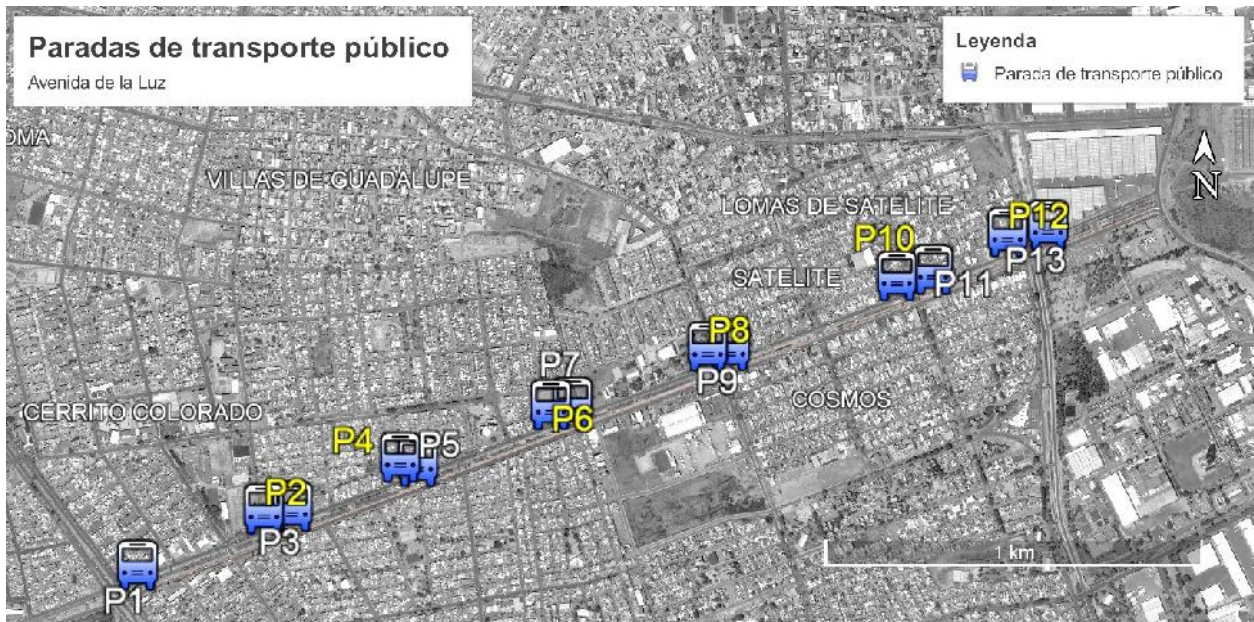 Paradas de transporte público
Avenida de la Luz
Leyenda
Parada de transporte público
OMA
VILLAS DE GUADALUPE
LOMAS DE SATELITE
P12
P10
N
P13
SATELITE
P11
P8
P7
P9
COSMOS
CERRITO COLORADO
P6
P4
P5
P2
P3
1 km
P1